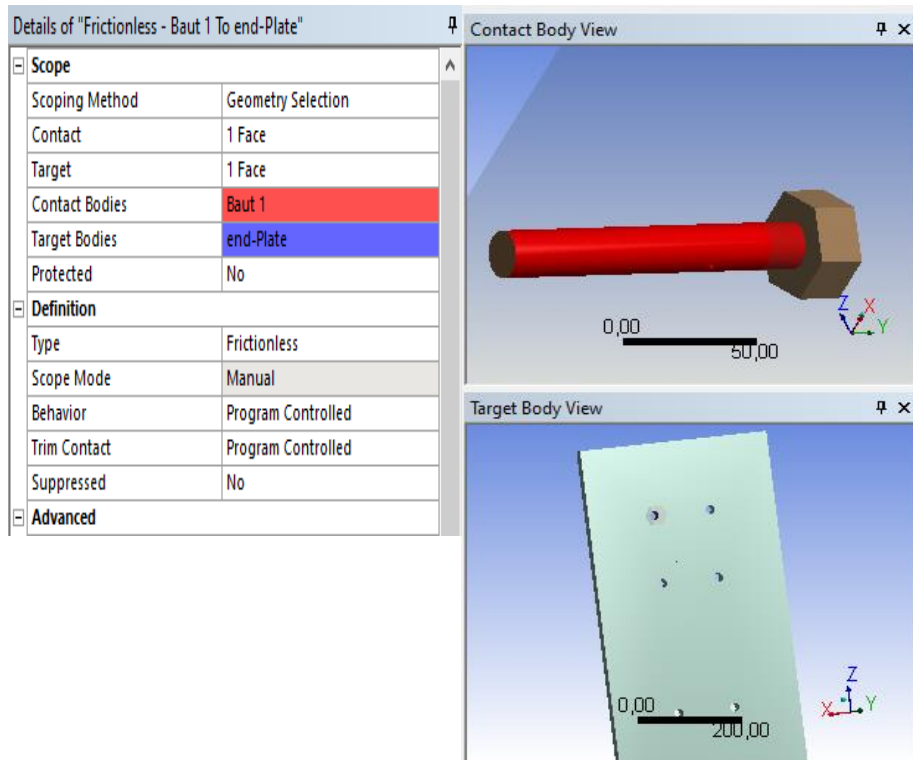 Details of "Frictionless - Baut 1 To end-Plate"
Scope
Scoping Method Geometry Selection
Contact 1 Face
Target 1 Face
Contact Bodies Baut 1
Target Bodies end-Plate
Protected No
Definition
Type Frictionless
Scope Mode Manual
Behavior Program Controlled
Trim Contact Program Controlled
Suppressed No
Advanced
Contact Body View
0,00
50,00
Z X
Y
Target Body View
0,00
200,00
Z
X Y